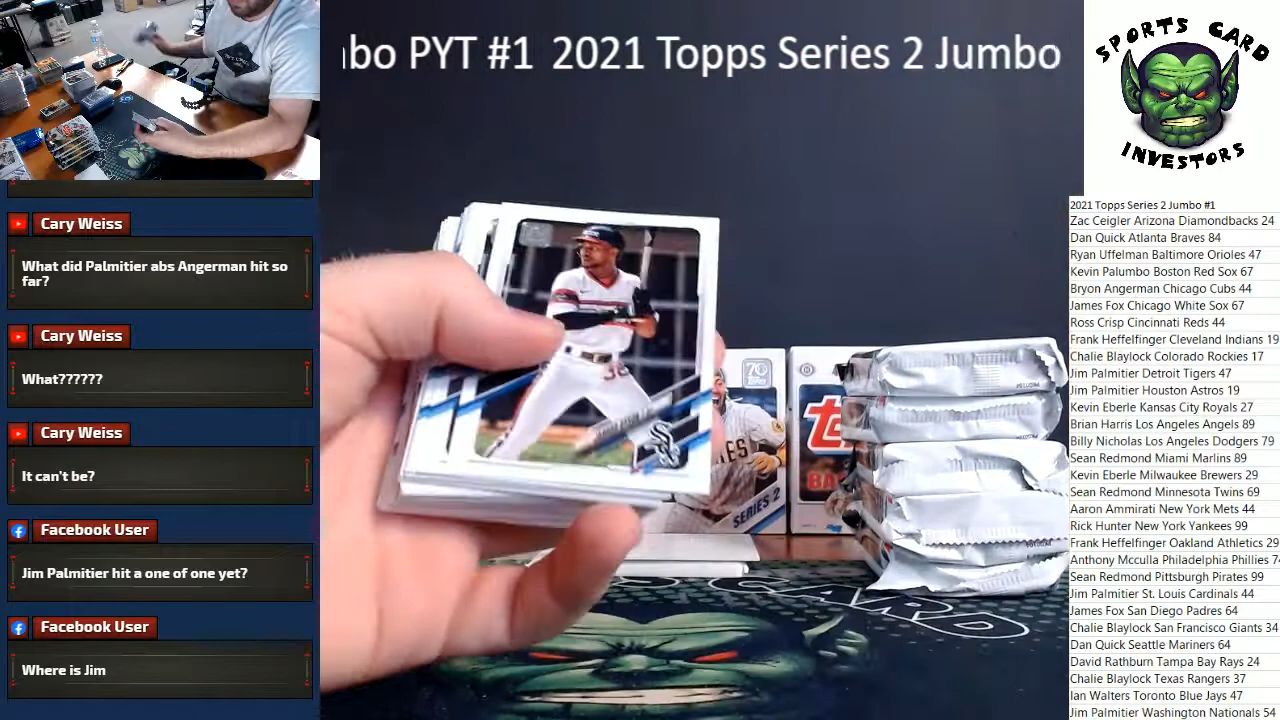 bo PYT #1 2021 Topps Series 2 Jumbo
SPORTS CARD
INVESTORS
Cary Weiss
What did Palmitier abs Angerman hit so
far?
Cary Weiss
What??????
Cary Weiss
It can't be?
Facebook User
Jim Palmitier hit a one of one yet?
Facebook User
Where is Jim
70
topps
SERIES 2
CARD
2021 Topps Series 2 Jumbo #1
Zac Ceigler Arizona Diamondbacks 24
Dan Quick Atlanta Braves 84
Ryan Uffelman Baltimore Orioles 47
Kevin Palumbo Boston Red Sox 67
Bryon Angerman Chicago Cubs 44
James Fox Chicago White Sox 67
Ross Crisp Cincinnati Reds 44
Frank Heffelfinger Cleveland Indians 19
Chalie Blaylock Colorado Rockies 17
Jim Palmitier Detroit Tigers 47
Jim Palmitier Houston Astros 19
Kevin Eberle Kansas City Royals 27
Brian Harris Los Angeles Angels 89
Billy Nicholas Los Angeles Dodgers 79
Sean Redmond Miami Marlins 89
Kevin Eberle Milwaukee Brewers 29
Sean Redmond Minnesota Twins 69
Aaron Ammirati New York Mets 44
Rick Hunter New York Yankees 99
Frank Heffelfinger Oakland Athletics 29
Anthony Mcculla Philadelphia Phillies 7
Sean Redmond Pittsburgh Pirates 99
Jim Palmitier St. Louis Cardinals 44
James Fox San Diego Padres 64
Chalie Blaylock San Francisco Giants 34
Dan Quick Seattle Mariners 64
David Rathburn Tampa Bay Rays 24
Chalie Blaylock Texas Rangers 37
Ian Walters Toronto Blue Jays 47
Jim Palmitier Washington Nationals 54